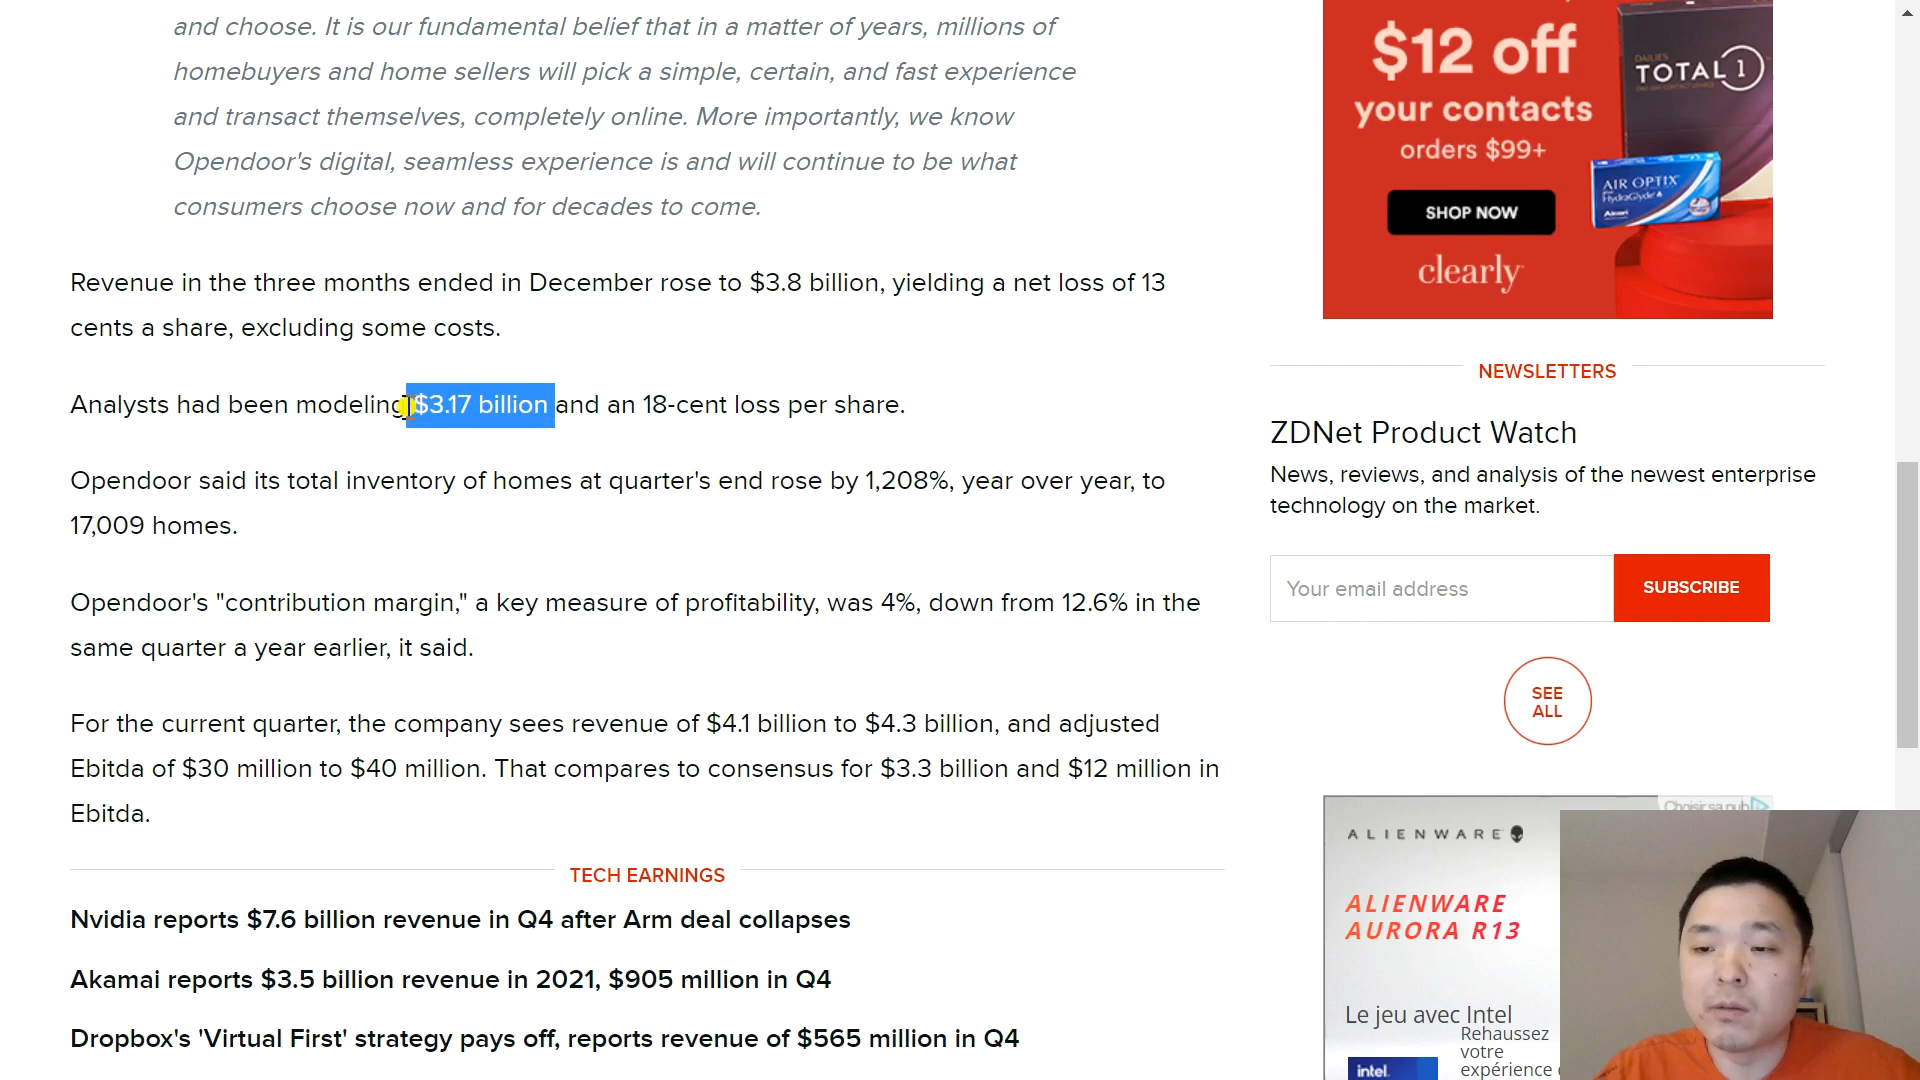 and choose. It is our fundamental belief that in a matter of years, millions of
homebuyers and home sellers will pick a simple, certain, and fast experience
and transact themselves, completely online. More importantly, we know
Opendoor's digital, seamless experience is and will continue to be what
consumers choose now and for decades to come.
Revenue in the three months ended in December rose to $3.8 billion, yielding a net loss of 13
cents a share, excluding some costs.
Analysts had been modeling $3.17 billion and an 18-cent loss per share.
Opendoor said its total inventory of homes at quarter's end rose by 1,208%, year over year, to
17,009 homes.
Opendoor's "contribution margin," a key measure of profitability, was 4%, down from 12.6% in the
same quarter a year earlier, it said.
For the current quarter, the company sees revenue of $4.1 billion to $4.3 billion, and adjusted
Ebitda of $30 million to $40 million. That compares to consensus for $3.3 billion and $12 million in
Ebitda.
TECH EARNINGS
Nvidia reports $7.6 billion revenue in Q4 after Arm deal collapses
Akamai reports $3.5 billion revenue in 2021, $905 million in Q4
Dropbox's 'Virtual First' strategy pays off, reports revenue of $565 million in Q4
$12 off
your contacts
orders $99+
SHOP NOW
clearly
DAILIES
TOTAL 1
AIR OPTIX
plus HydraGlyde
Alcon
NEWSLETTERS
ZDNet Product Watch
News, reviews, and analysis of the newest enterprise
technology on the market.
Your email address
SUBSCRIBE
SEE
ALL
Choisir sa pub
ALIENWARE
ALIENWARE
AURORA R13
Le jeu avec Intel
Rehaussez
votre
expérience
intel.